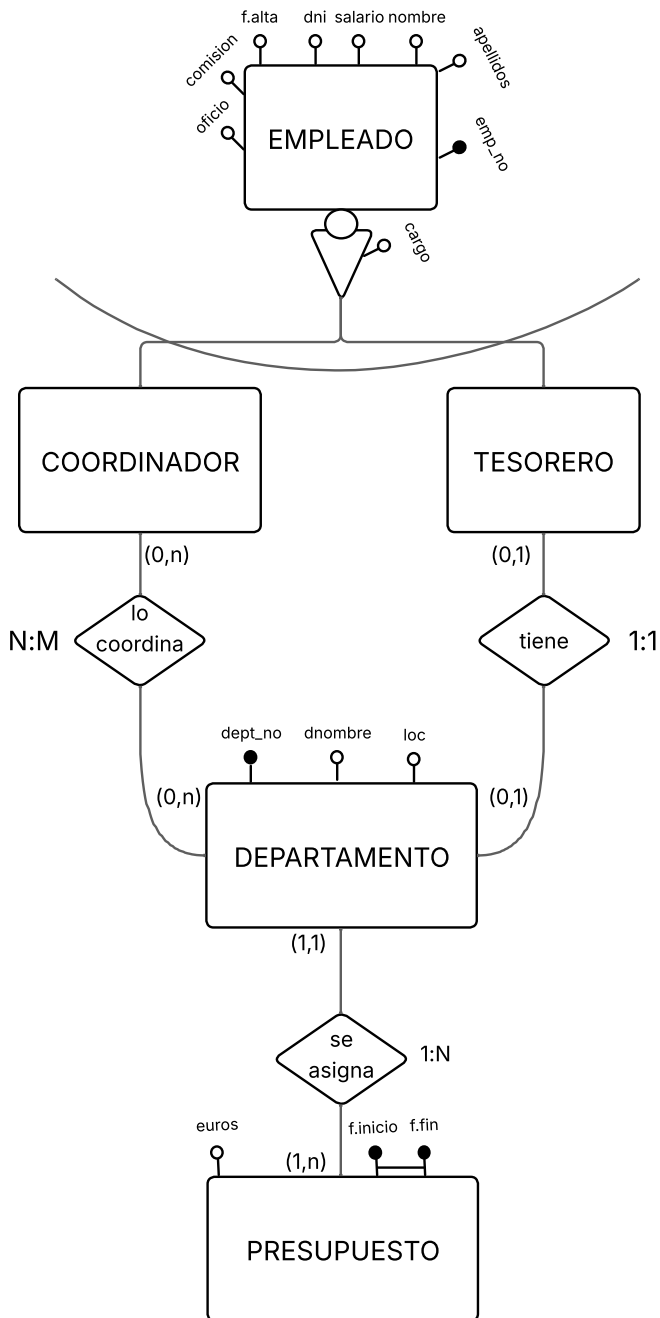 f.alta
dni
salario
nombre
apellidos
comision
oficio
emp_no
EMPLEADO
cargo
COORDINADOR
TESORERO
(0,n)
(0,1)
lo
coordina
N:M
tiene
1:1
dept_no
dnombre
loc
(0,n)
(0,1)
DEPARTAMENTO
(1,1)
se
asigna
1:N
euros
f.inicio
f.fin
(1,n)
PRESUPUESTO